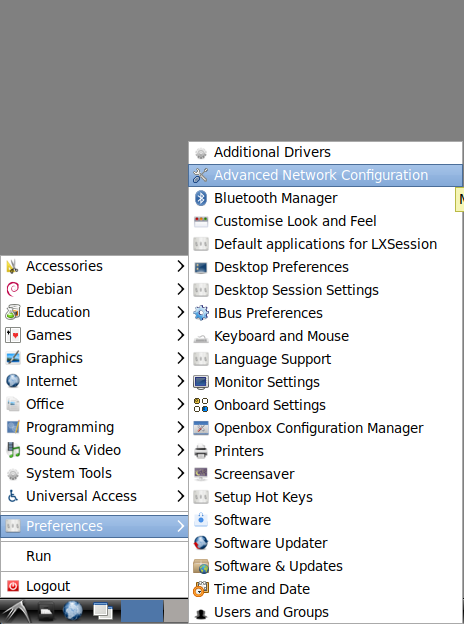 Additional Drivers
Advanced Network Configuration
Bluetooth Manager
Customise Look and Feel
Default applications for LXSession
Desktop Preferences
Desktop Session Settings
IBus Preferences
Keyboard and Mouse
Language Support
Monitor Settings
Onboard Settings
Openbox Configuration Manager
Printers
Screensaver
Setup Hot Keys
Software
Software Updater
Software & Updates
Time and Date
Users and Groups
Accessories
Debian
Education
Games
Graphics
Internet
Office
Programming
Sound & Video
System Tools
Universal Access
Preferences
Run
Logout